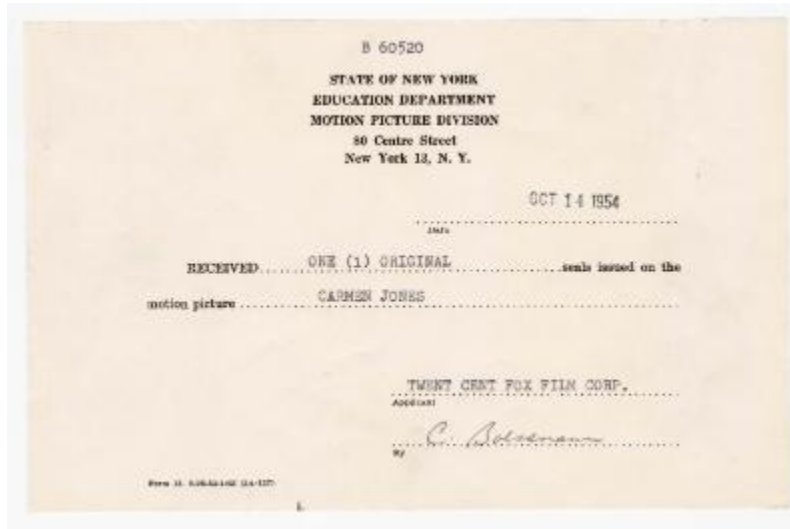 B 60520
STATE OF NEW YORK
EDUCATION DEPARTMENT
MOTION PICTURE DIVISION
80 Centre Street
New York 13, N. Y.
OCT 14 1954
Date
RECEIVED ONE (1) ORIGINAL seals issued on the
motion picture CARMEN JONES
TWENT CENT FOX FILM CORP.
Applicant
C.
By
Form